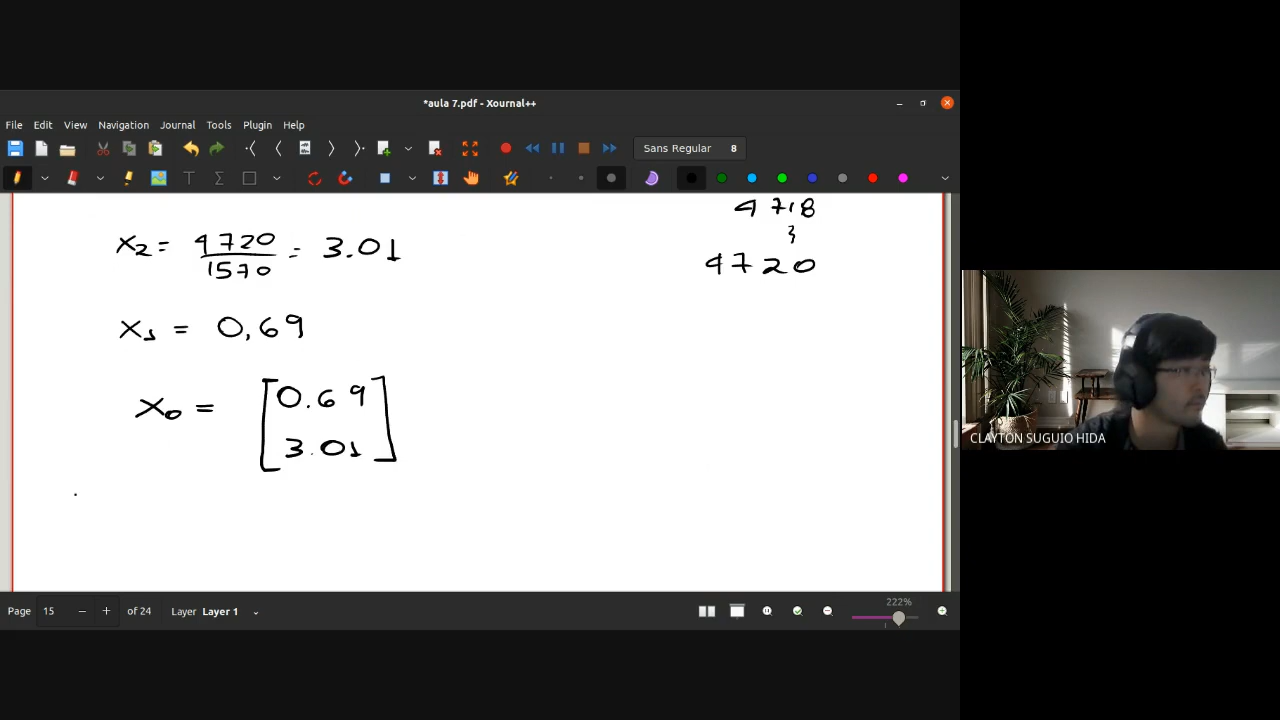 *aula 7.pdf - Xournal++
File Edit View Navigation Journal Tools Plugin Help
Sans Regular 8
4718
x2 = 4720/1570 = 3.01
4720
x1 = 0,69
x0 = [0.69
3.01]
CLAYTON SUGUIO HIDA
Page 15 of 24 Layer Layer 1 222%